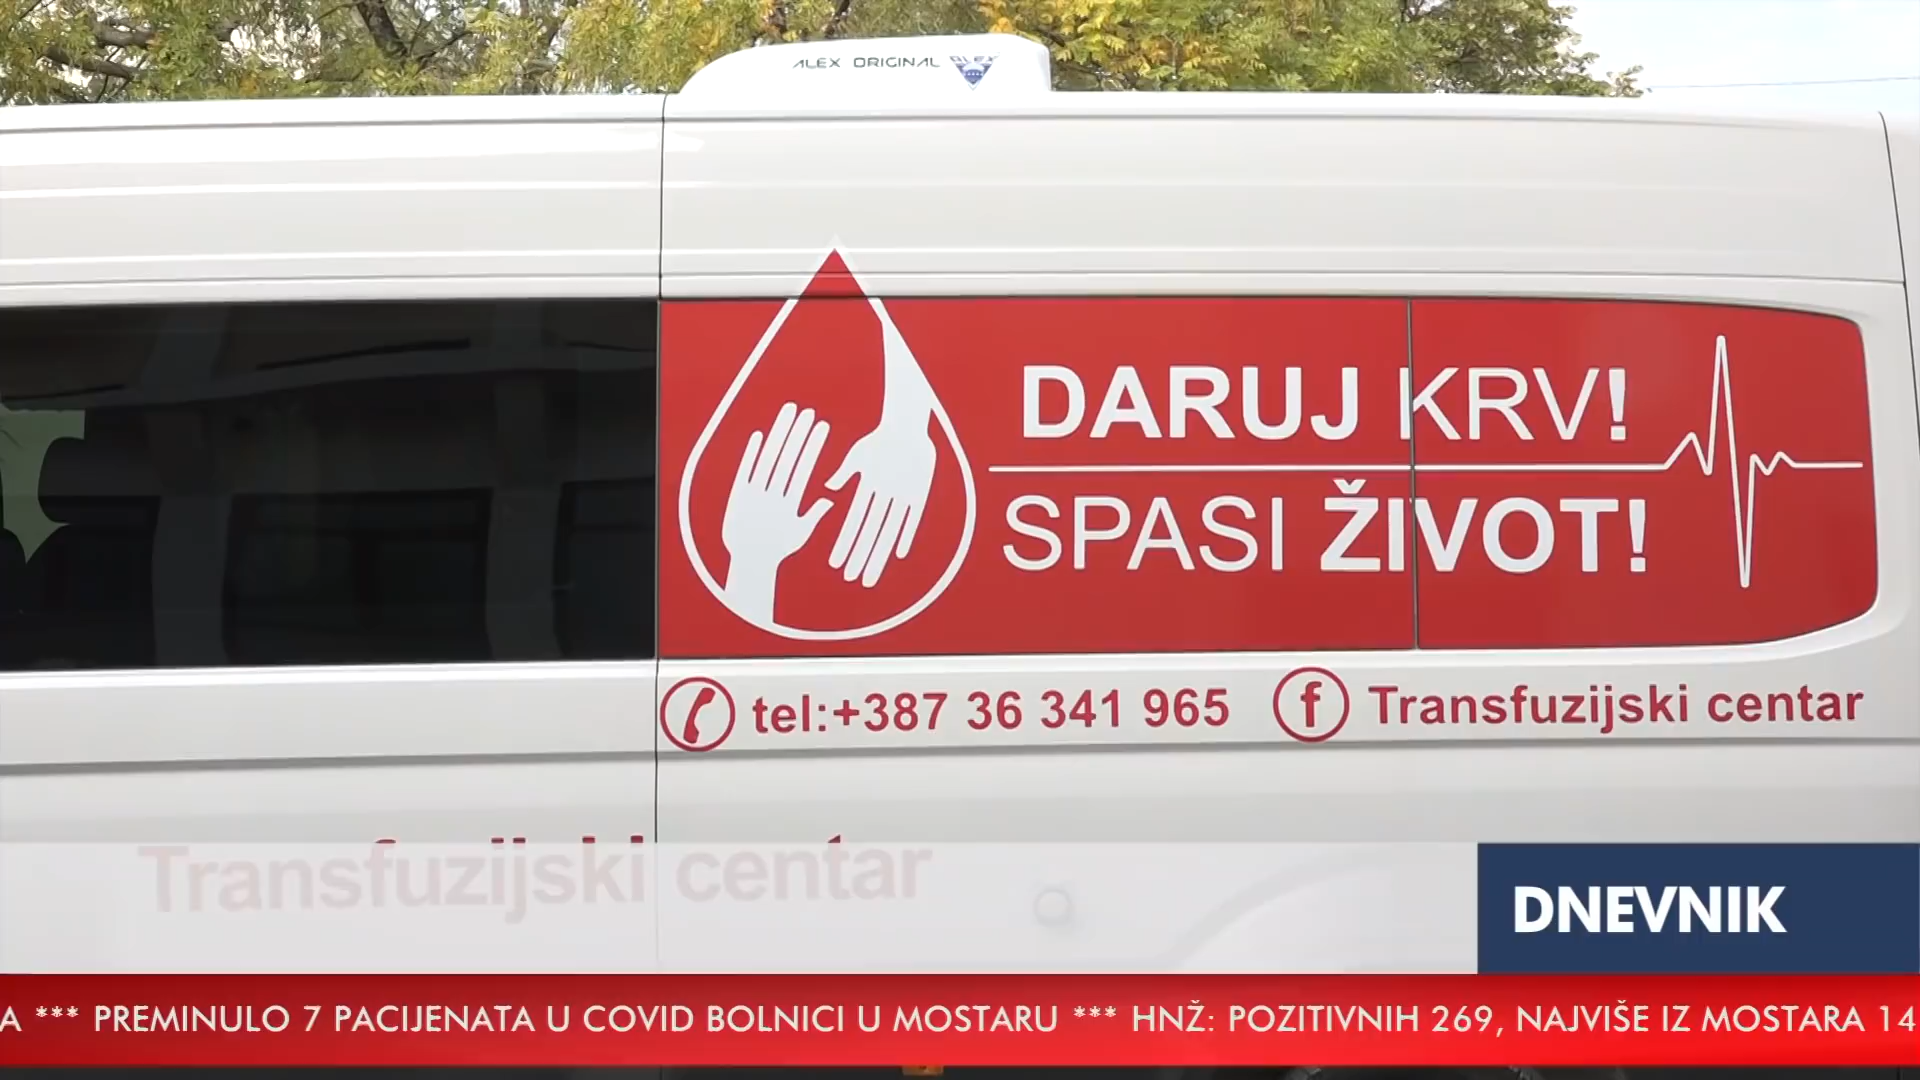 ALEX ORIGINAL ALEX
DARUJ KRV!
SPASI ŽIVOT!
tel:+387 36 341 965
f Transfuzijski centar
Transfuzijski centar
DNEVNIK
A *** PREMINULO 7 PACIJENATA U COVID BOLNICI U MOSTARU *** HNŽ: POZITIVNIH 269, NAJVIŠE IZ MOSTARA 14